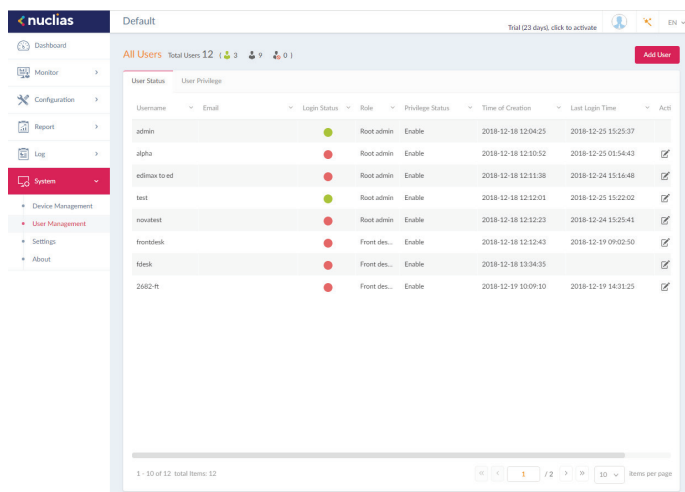 nuclias
Default
Trial (23 days), click to activate
EN
Dashboard
Monitor
Configuration
Report
Log
System
Device Management
User Management
Settings
About
All Users Total Users 12 ( 3 9 0 )
Add User
User Status User Privilege
Username Email Login Status Role Privilege Status Time of Creation Last Login Time Acti
admin Root admin Enable 2018-12-18 12:04:25 2018-12-25 15:25:37
alpha Root admin Enable 2018-12-18 12:10:52 2018-12-25 01:54:43
edimax to ed Root admin Enable 2018-12-18 12:11:38 2018-12-24 15:16:48
test Root admin Enable 2018-12-18 12:12:01 2018-12-25 15:22:02
novatest Root admin Enable 2018-12-18 12:12:23 2018-12-24 15:25:41
frontdesk Front des... Enable 2018-12-18 12:12:43 2018-12-19 09:02:50
fdesk Front des... Enable 2018-12-18 13:34:35
2682-ft Front des... Enable 2018-12-19 10:09:10 2018-12-19 14:31:25
1 - 10 of 12 total items: 12
1 / 2 10 items per page